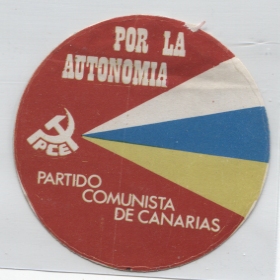 POR LA
AUTONOMIA
PCE
PARTIDO
COMUNISTA
DE CANARIAS